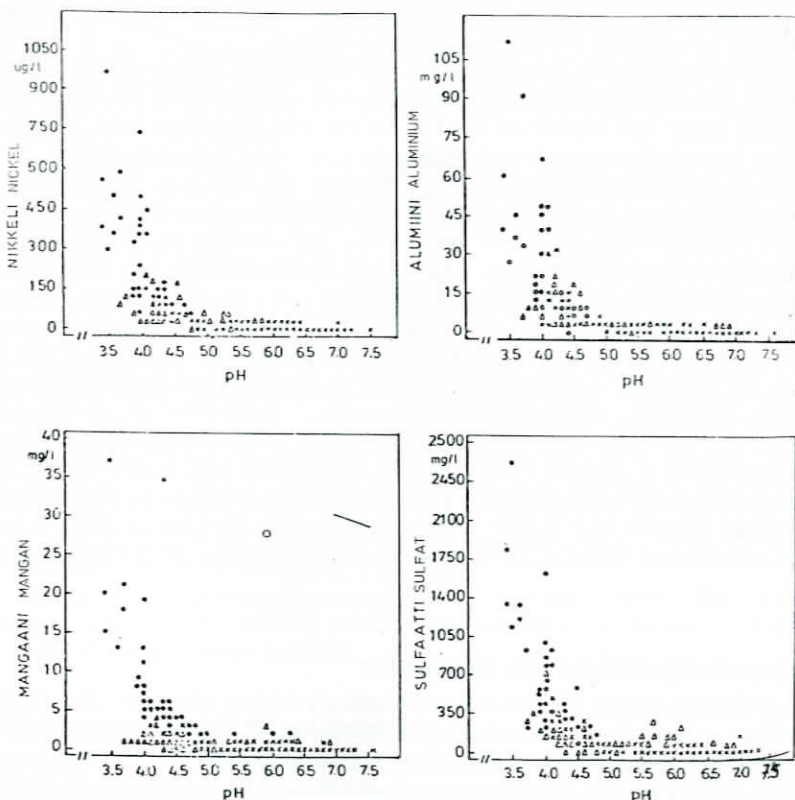 1050
ug/l
900
750
600
450
300
150
0
NIKKELI NICKEL
3.5 4.0 4.5 5.0 5.5 6.0 6.5 7.0 7.5
pH
105
mg/l
90
75
60
45
30
15
0
ALUMIINI ALUMINIUM
3.5 4.0 4.5 5.0 5.5 6.0 6.5 7.0 7.5
pH
40
mg/l
35
30
25
20
15
10
5
0
MANGAANI MANGAN
3.5 4.0 4.5 5.0 5.5 6.0 6.5 7.0 7.5
pH
2500
mg/l
2450
2100
1750
1400
1050
700
350
0
SULFAATTI SULFAT
3.5 4.0 4.5 5.0 5.5 6.0 6.5 7.0 7.5
pH